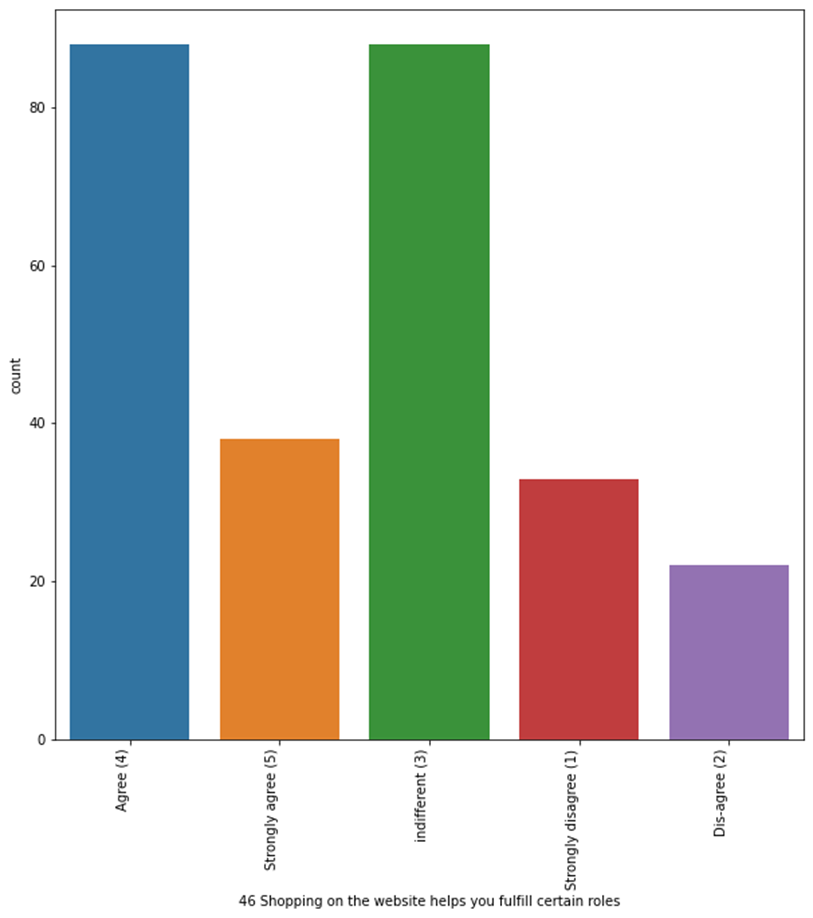 80
60
40
20
0
count
Agree (4)
Strongly agree (5)
indifferent (3)
Strongly disagree (1)
Dis-agree (2)
46 Shopping on the website helps you fulfill certain roles